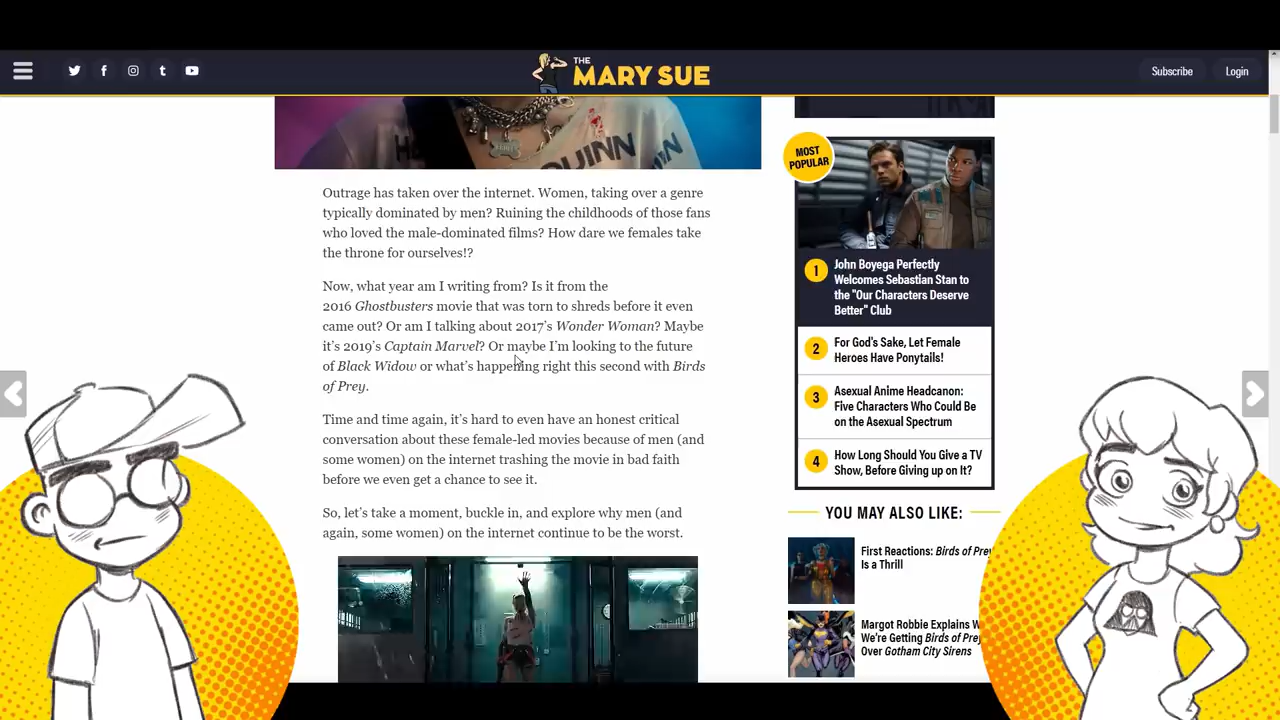 THE
MARY SUE
Subscribe
Login
QUINN
Outrage has taken over the internet. Women, taking over a genre
typically dominated by men? Ruining the childhoods of those fans
who loved the male-dominated films? How dare we females take
the throne for ourselves!?
Now, what year am I writing from? Is it from the
2016 Ghostbusters movie that was torn to shreds before it even
came out? Or am I talking about 2017's Wonder Woman? Maybe
it's 2019's Captain Marvel? Or maybe I'm looking to the future
of Black Widow or what's happening right this second with Birds
of Prey.
Time and time again, it's hard to even have an honest critical
conversation about these female-led movies because of men (and
some women) on the internet trashing the movie in bad faith
before we even get a chance to see it.
So, let's take a moment, buckle in, and explore why men (and
again, some women) on the internet continue to be the worst.
MOST
POPULAR
1
John Boyega Perfectly
Welcomes Sebastian Stan to
the "Our Characters Deserve
Better" Club
2
For God's Sake, Let Female
Heroes Have Ponytails!
3
Asexual Anime Headcanon:
Five Characters Who Could Be
on the Asexual Spectrum
4
How Long Should You Give a TV
Show, Before Giving up on It?
YOU MAY ALSO LIKE:
First Reactions: Birds of Prey
Is a Thrill
Margot Robbie Explains W
We're Getting Birds of Prey
Over Gotham City Sirens